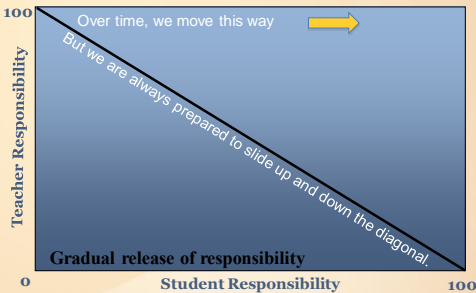 100
Over time, we move this way
But we are always prepared to slide up and down the diagonal.
Teacher Responsibility
Gradual release of responsibility
0
Student Responsibility
100